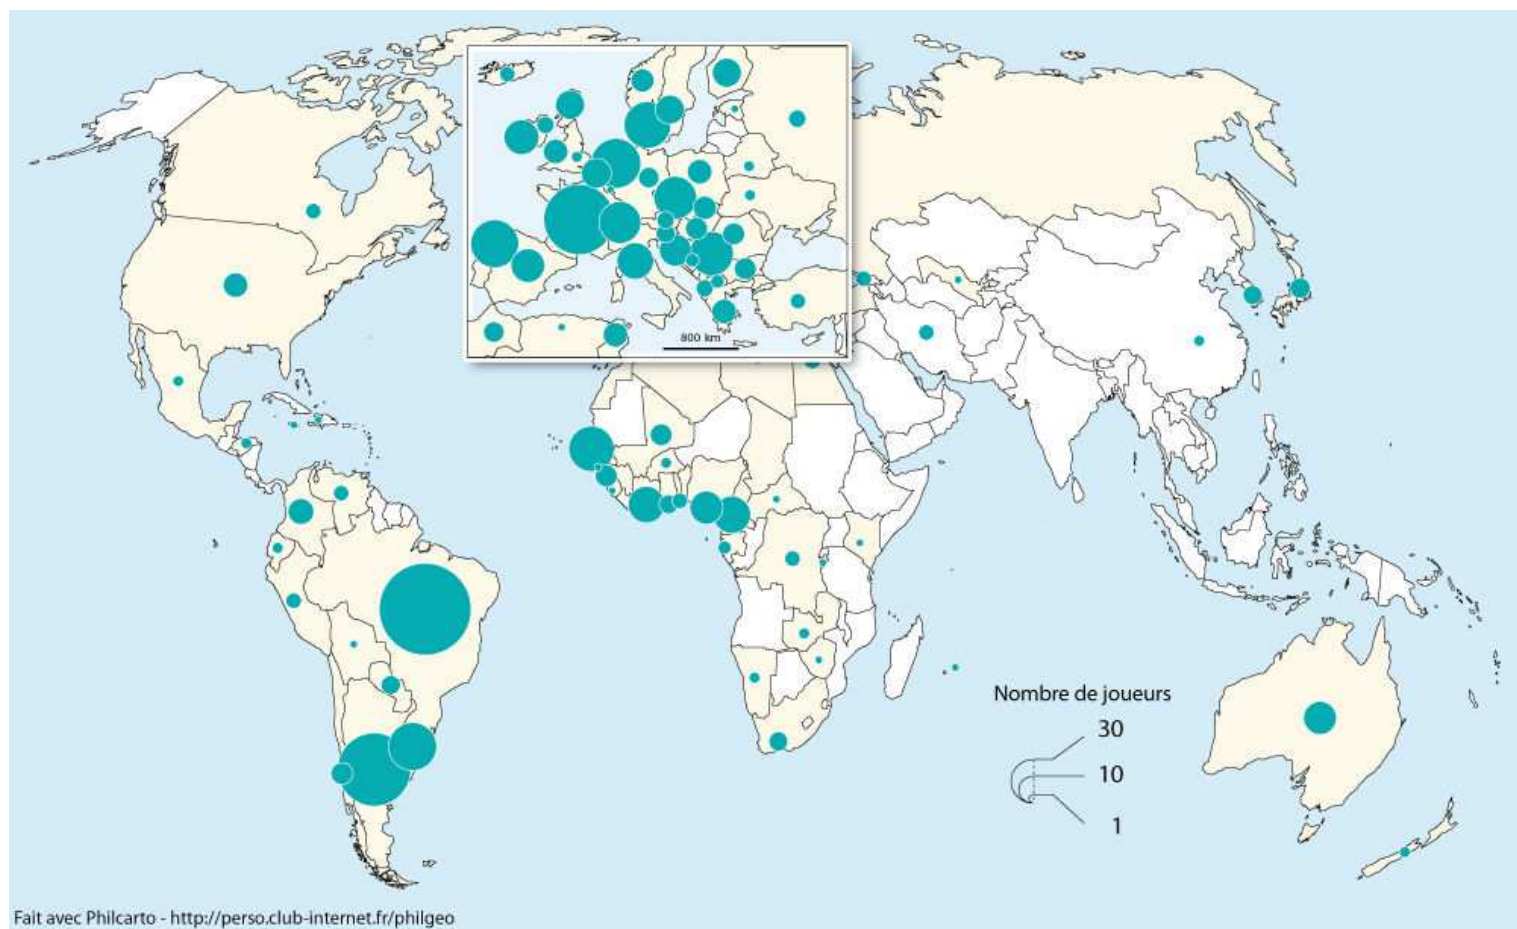 800 km
Nombre de joueurs
30
10
1
Fait avec Philcarto - http://perso.club-internet.fr/philgeo